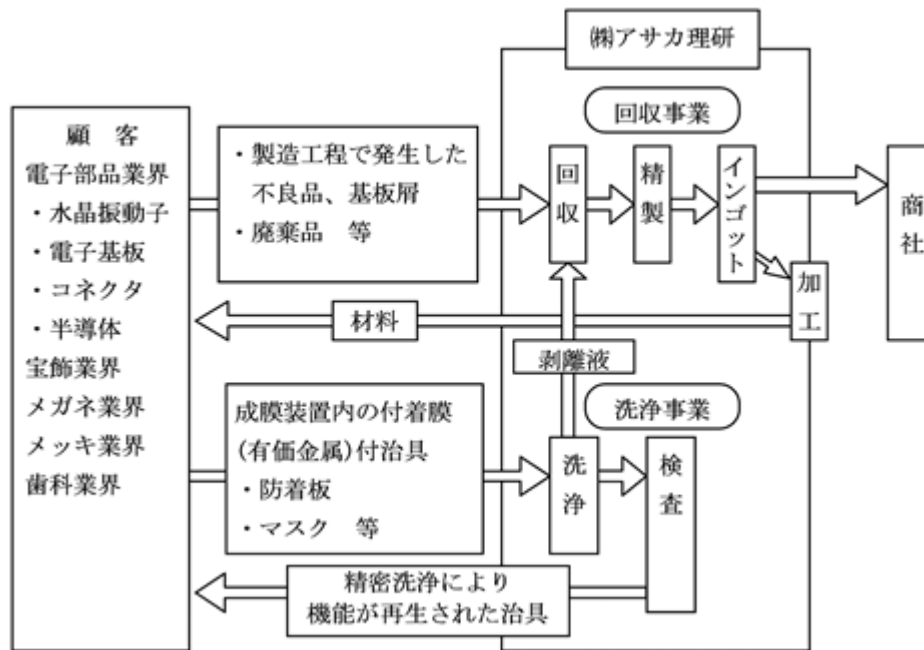 ㈱アサカ理研
回収事業
顧　客
電子部品業界
・水晶振動子
・電子基板
・コネクタ
・半導体
宝飾業界
メガネ業界
メッキ業界
歯科業界
・製造工程で発生した
不良品、基板層
・廃棄品　等
回収
精製
インゴット
商社
加工
材料
剥離液
洗浄事業
成膜装置内の付着膜
(有価金属)付治具
・防着板
・マスク　等
洗浄
検査
精密洗浄により
機能が再生された治具